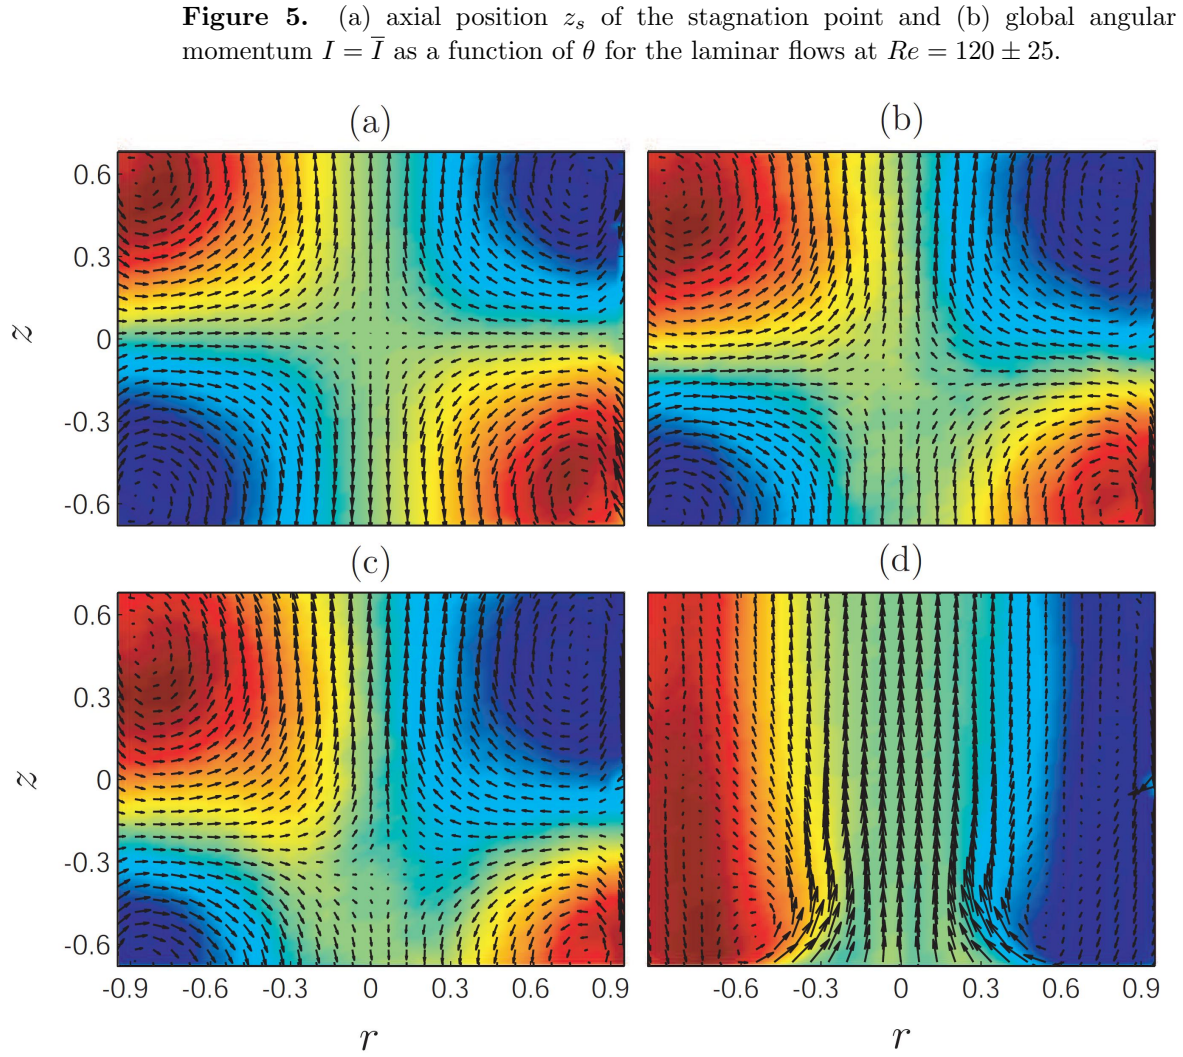 Figure 5. (a) axial position $z_s$ of the stagnation point and (b) global angular
momentum $I = \overline{I}$ as a function of $\theta$ for the laminar flows at $Re = 120 \pm 25$.
(a)
(b)
0.6
0.3
0
-0.3
-0.6
z
(c)
(d)
0.6
0.3
0
-0.3
-0.6
z
-0.9 -0.6 -0.3 0 0.3 0.6 0.9
-0.6 -0.3 0 0.3 0.6 0.9
r
r